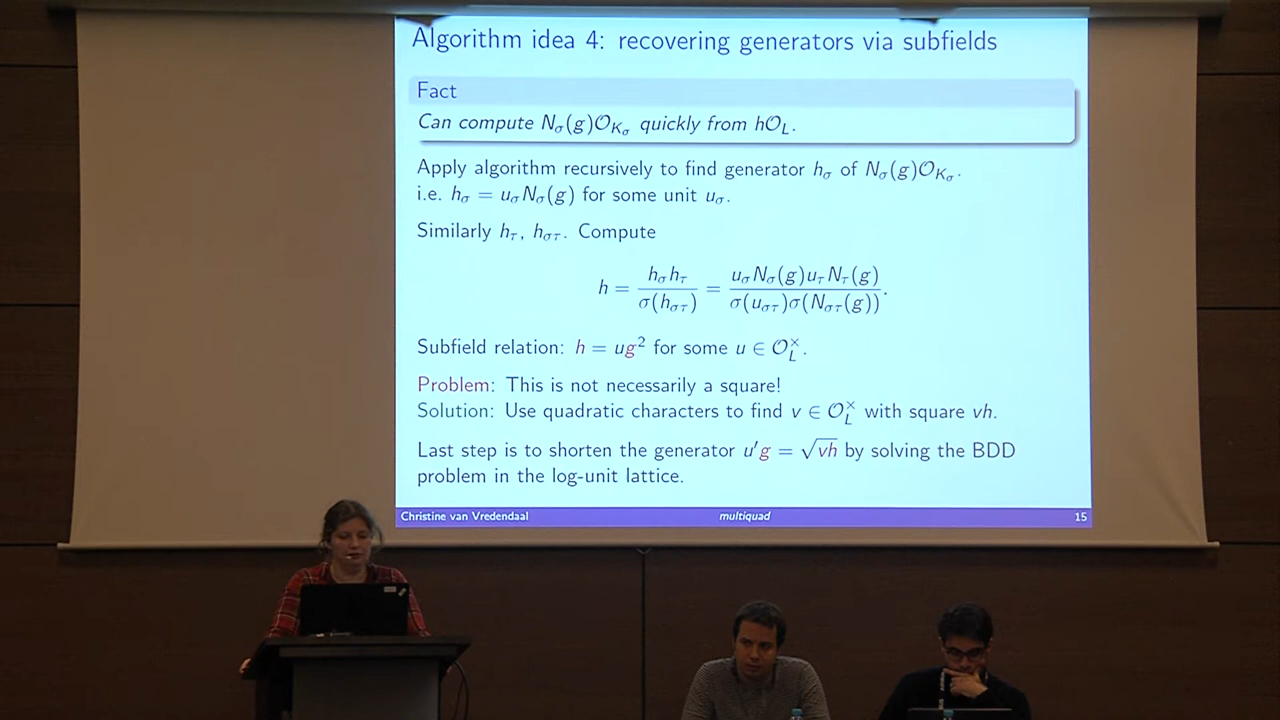 Algorithm idea 4: recovering generators via subfields
Fact
Can compute N_σ(g)O_{K_σ} quickly from hO_L.
Apply algorithm recursively to find generator h_σ of N_σ(g)O_{K_σ}.
i.e. h_σ = u_σN_σ(g) for some unit u_σ.
Similarly h_τ, h_{στ}. Compute
h = h_σh_τ / σ(h_{στ}) = u_σN_σ(g)u_τN_τ(g) / σ(u_{στ})σ(N_{στ}(g)).
Subfield relation: h = ug² for some u ∈ O_L^×.
Problem: This is not necessarily a square!
Solution: Use quadratic characters to find v ∈ O_L^× with square vh.
Last step is to shorten the generator u′g = √vh by solving the BDD
problem in the log-unit lattice.
Christine van Vredendaal multiquad 15